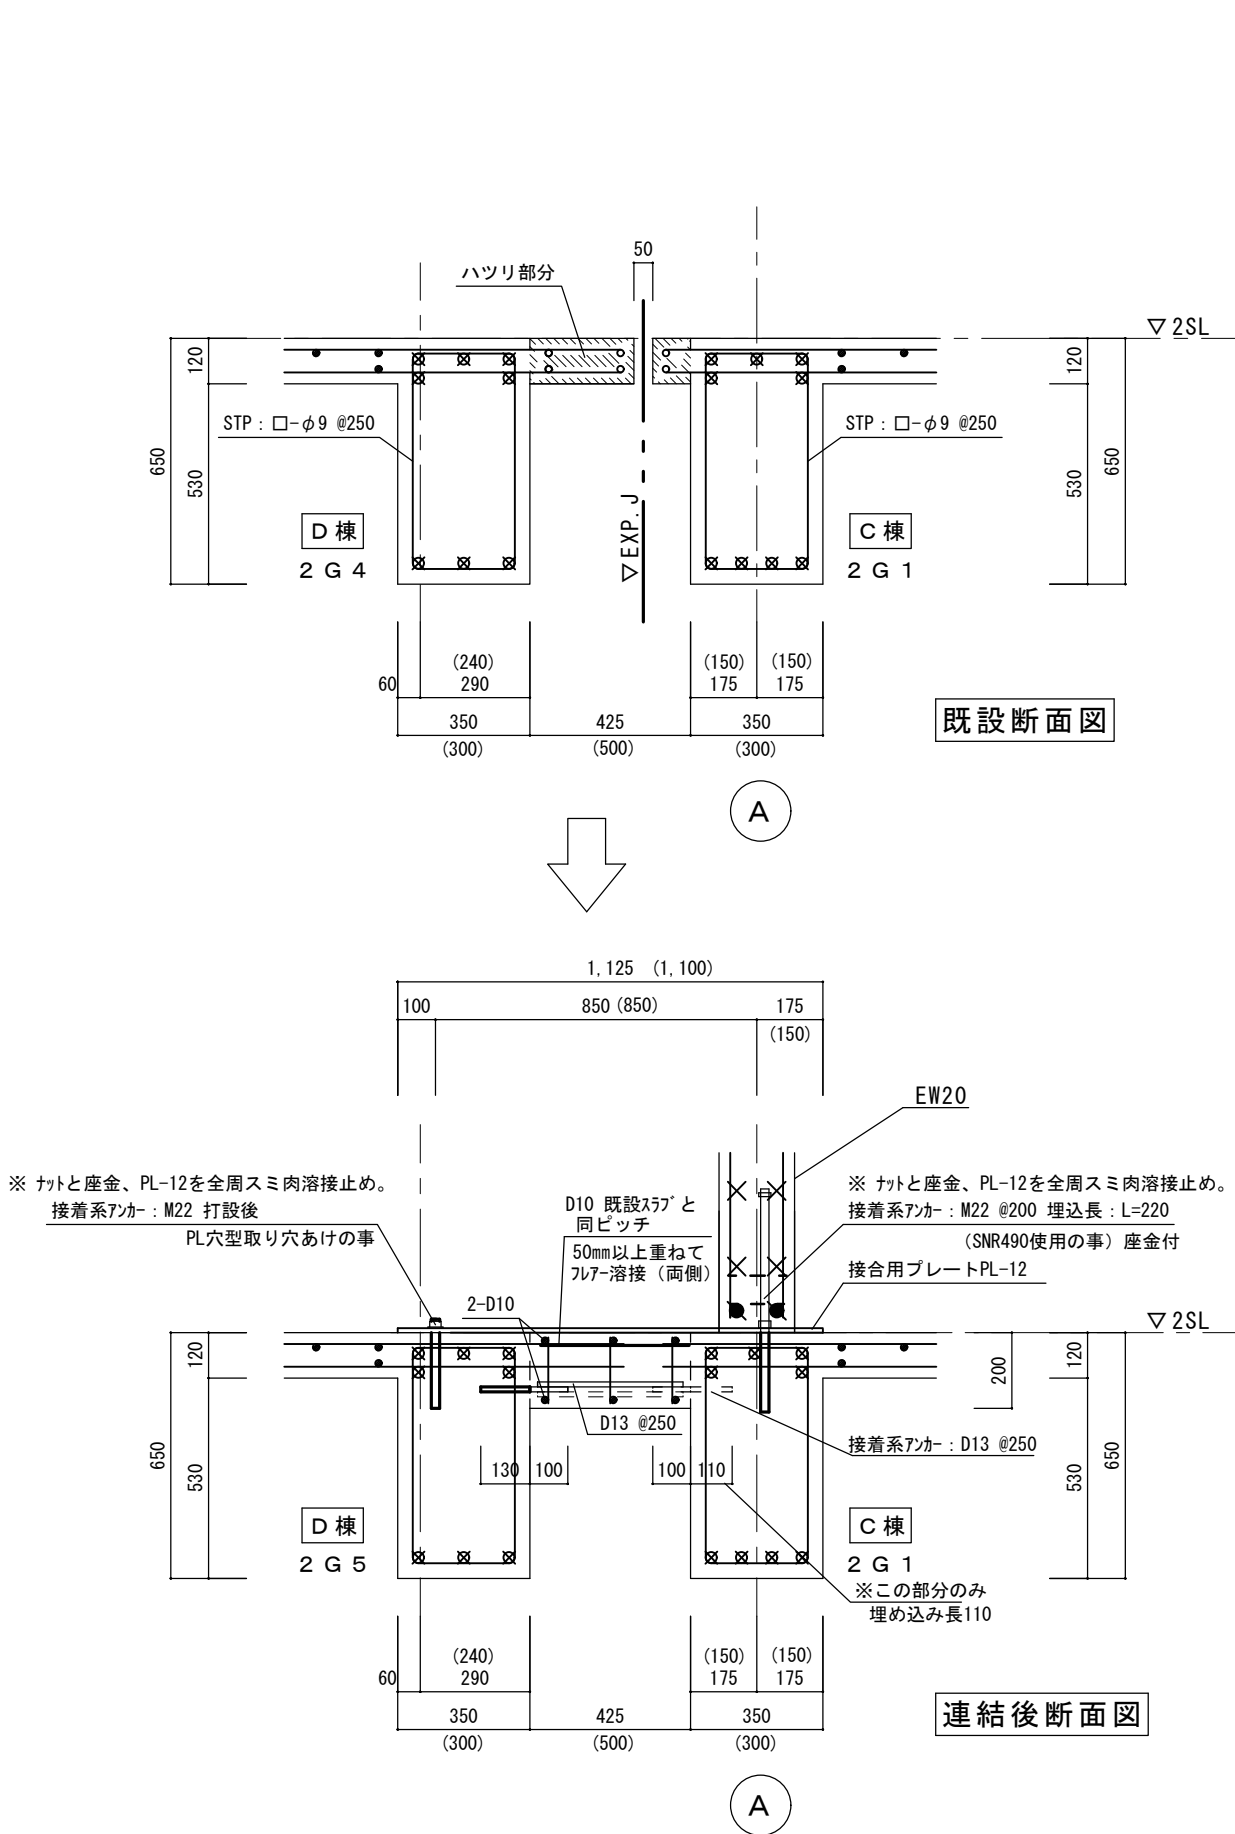 50
ハツリ部分
▽2SL
120
120
STP：ロ-φ9 @250
STP：ロ-φ9 @250
650
530
530
650
▽EXP.J
D棟
C棟
2G4
2G1
(240)
(150)
(150)
60
290
175
175
350
425
350
(300)
(500)
(300)
既設断面図
A
1,125 (1,100)
100
850(850)
175
(150)
EW20
※ ﾅｯﾄと座金、PL-12を全周スミ肉溶接止め。
接着系ｱﾝｶｰ：M22 打設後
PL穴型取り穴あけの事
D10 既設ｽﾗﾌﾞと
同ピッチ
50mm以上重ねて
ﾌﾚｱｰ溶接（両側）
※ ﾅｯﾄと座金、PL-12を全周スミ肉溶接止め。
接着系ｱﾝｶｰ：M22 @200 埋込長：L=220
（SNR490使用の事）座金付
接合用プレートPL-12
2-D10
▽2SL
120
200
120
D13 @250
接着系ｱﾝｶｰ：D13 @250
650
530
130
100
100
110
530
650
D棟
C棟
2G5
2G1
※この部分のみ
埋め込み長110
(240)
(150)
(150)
60
290
175
175
350
425
350
(300)
(500)
(300)
連結後断面図
A